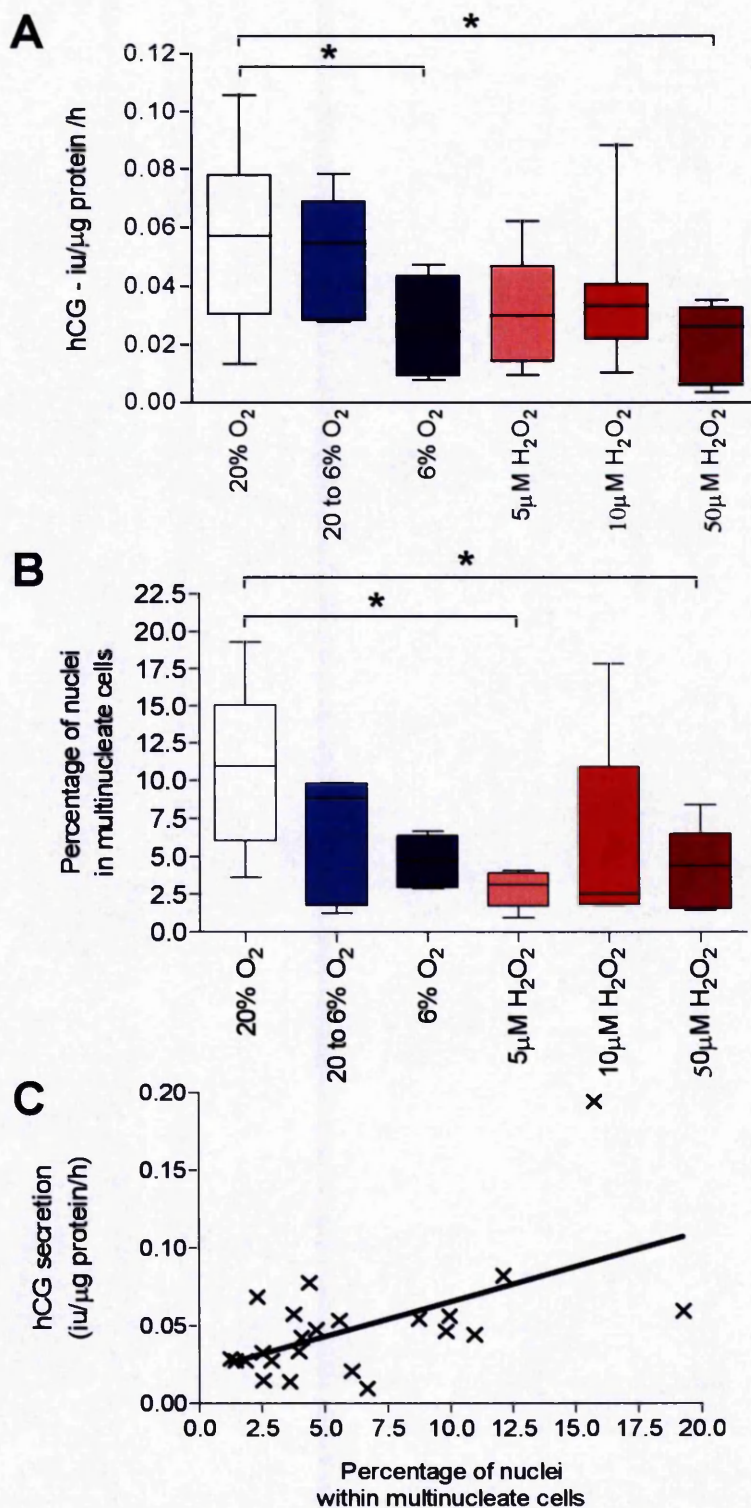 A
*
*
0.12
0.10
0.08
0.06
0.04
0.02
0.00
hCG - iu/μg protein /h
20% O₂
20 to 6% O₂
6% O₂
5μM H₂O₂
10μM H₂O₂
50μM H₂O₂
B
*
*
22.5
20.0
17.5
15.0
12.5
10.0
7.5
5.0
2.5
0.0
Percentage of nuclei
in multinucleate cells
20% O₂
20 to 6% O₂
6% O₂
5μM H₂O₂
10μM H₂O₂
50μM H₂O₂
C
0.20
0.15
0.10
0.05
0.00
hCG secretion
(iu/μg protein/h)
0.0 2.5 5.0 7.5 10.0 12.5 15.0 17.5 20.0
Percentage of nuclei
within multinucleate cells